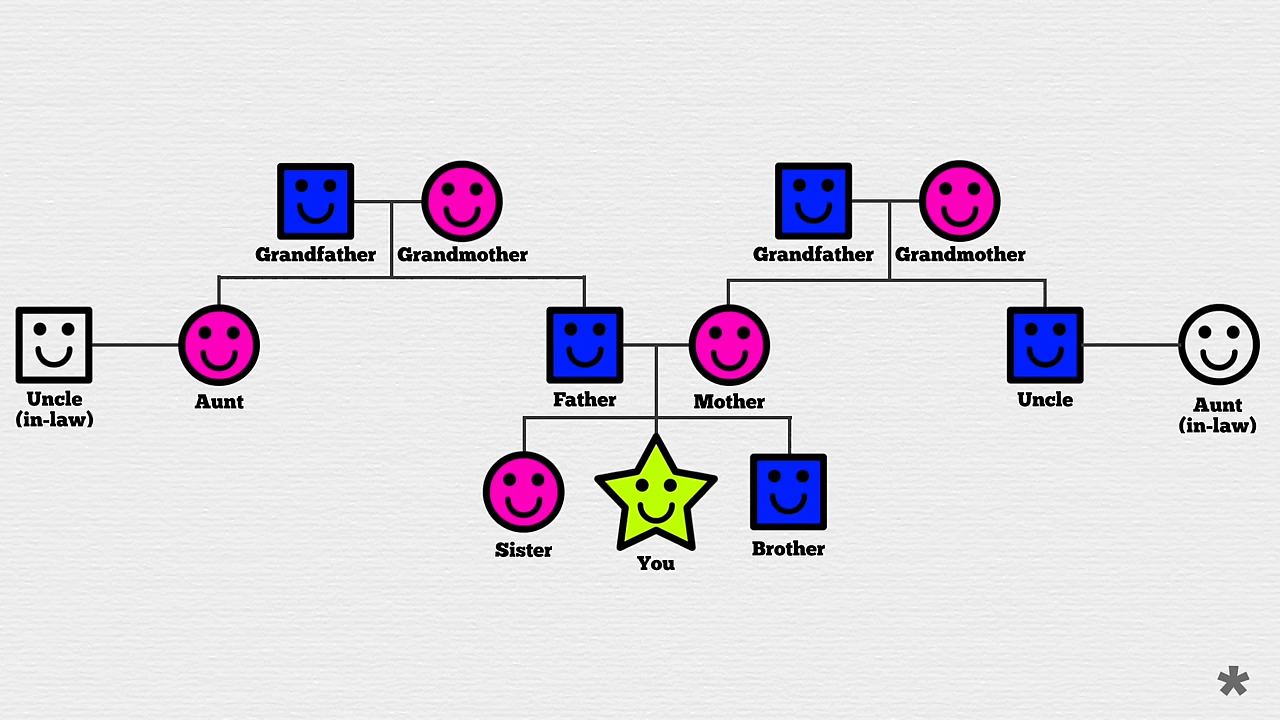 Grandfather Grandmother
Grandfather Grandmother
Uncle
(in-law)
Aunt
Father
Mother
Uncle
Aunt
(in-law)
Sister
You
Brother
*